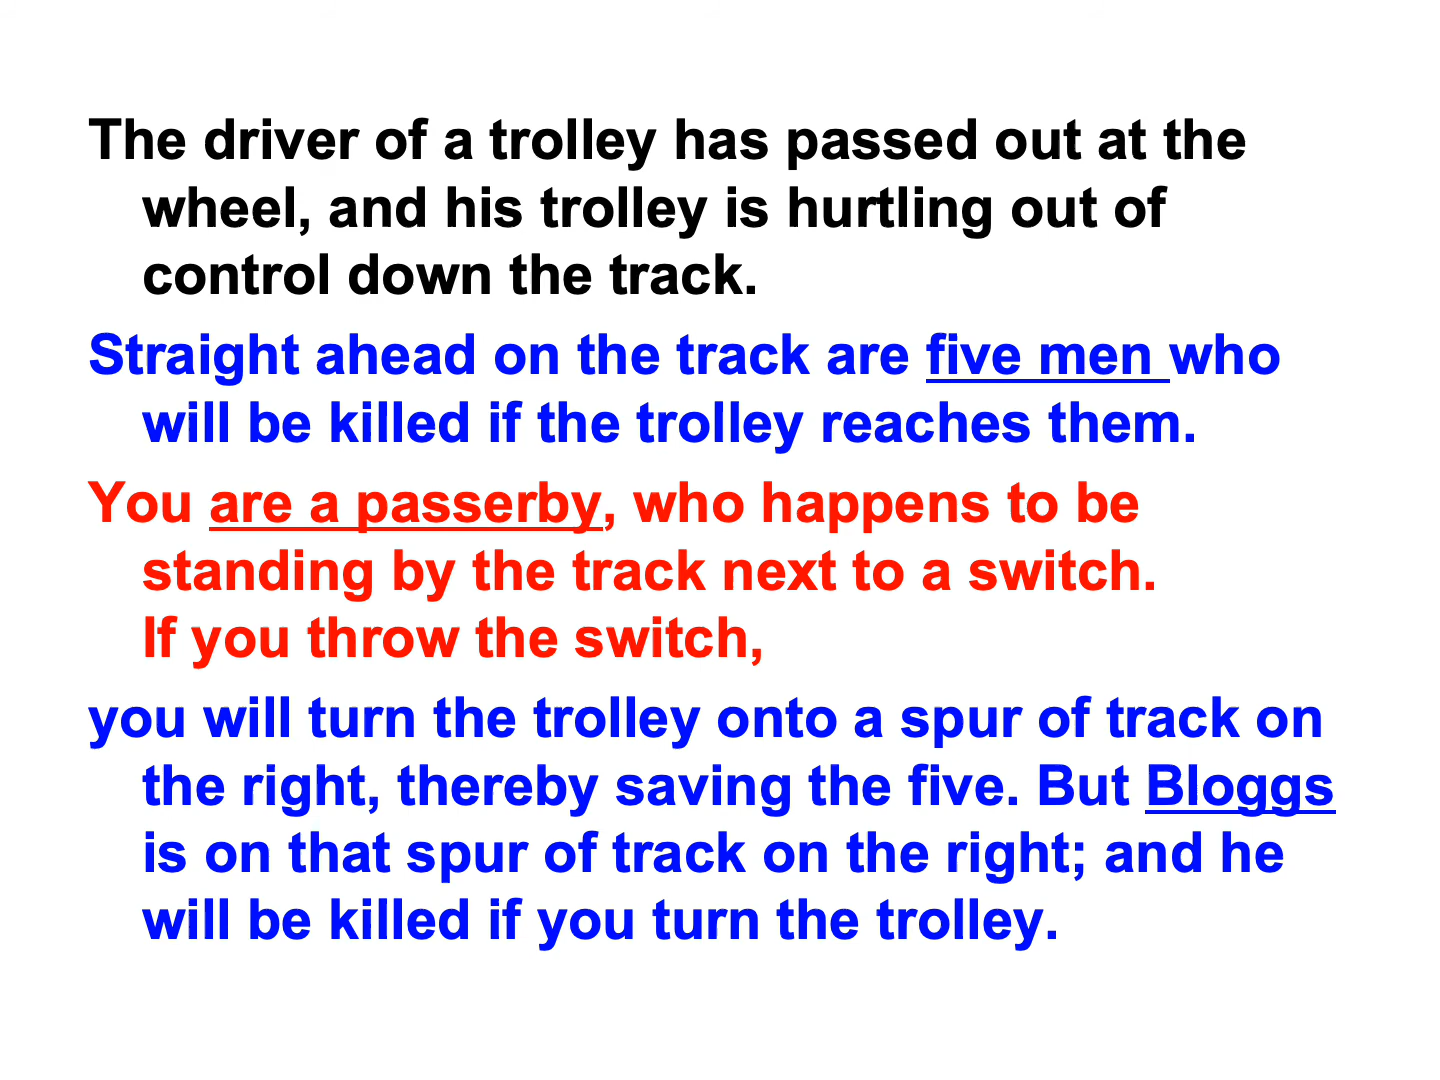 The driver of a trolley has passed out at the
wheel, and his trolley is hurtling out of
control down the track.
Straight ahead on the track are five men who
will be killed if the trolley reaches them.
You are a passerby, who happens to be
standing by the track next to a switch.
If you throw the switch,
you will turn the trolley onto a spur of track on
the right, thereby saving the five. But Bloggs
is on that spur of track on the right; and he
will be killed if you turn the trolley.